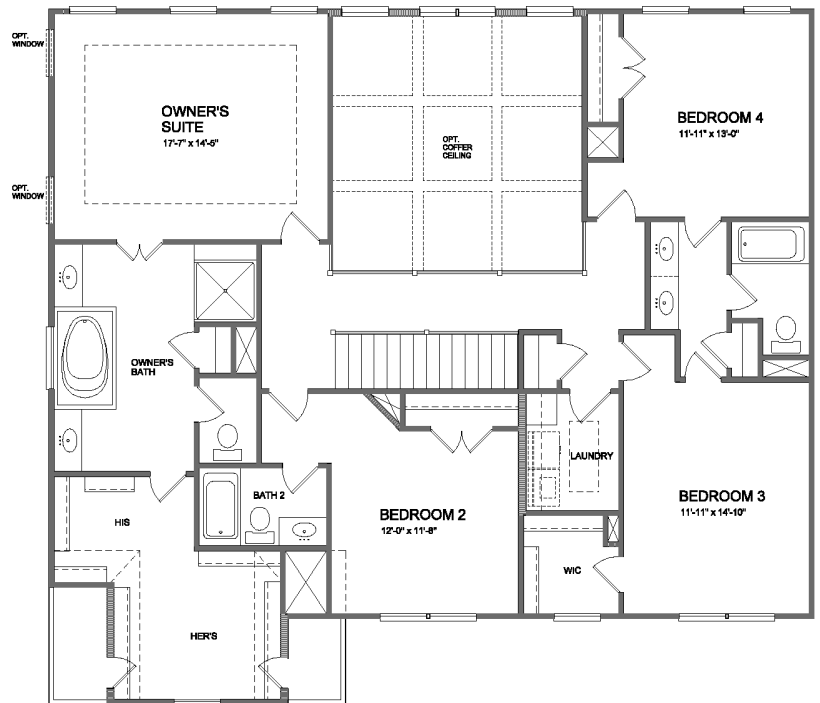 OPT.
WINDOW
OWNER'S
SUITE
17'-7" x 14'-5"
OPT.
COFFER
CEILING
BEDROOM 4
11'-11" x 13'-0"
OPT.
WINDOW
OWNER'S
BATH
LAUNDRY
BATH 2
BEDROOM 2
12'-0" x 11'-8"
BEDROOM 3
11'-11" x 14'-10"
HIS
WIC
HER'S